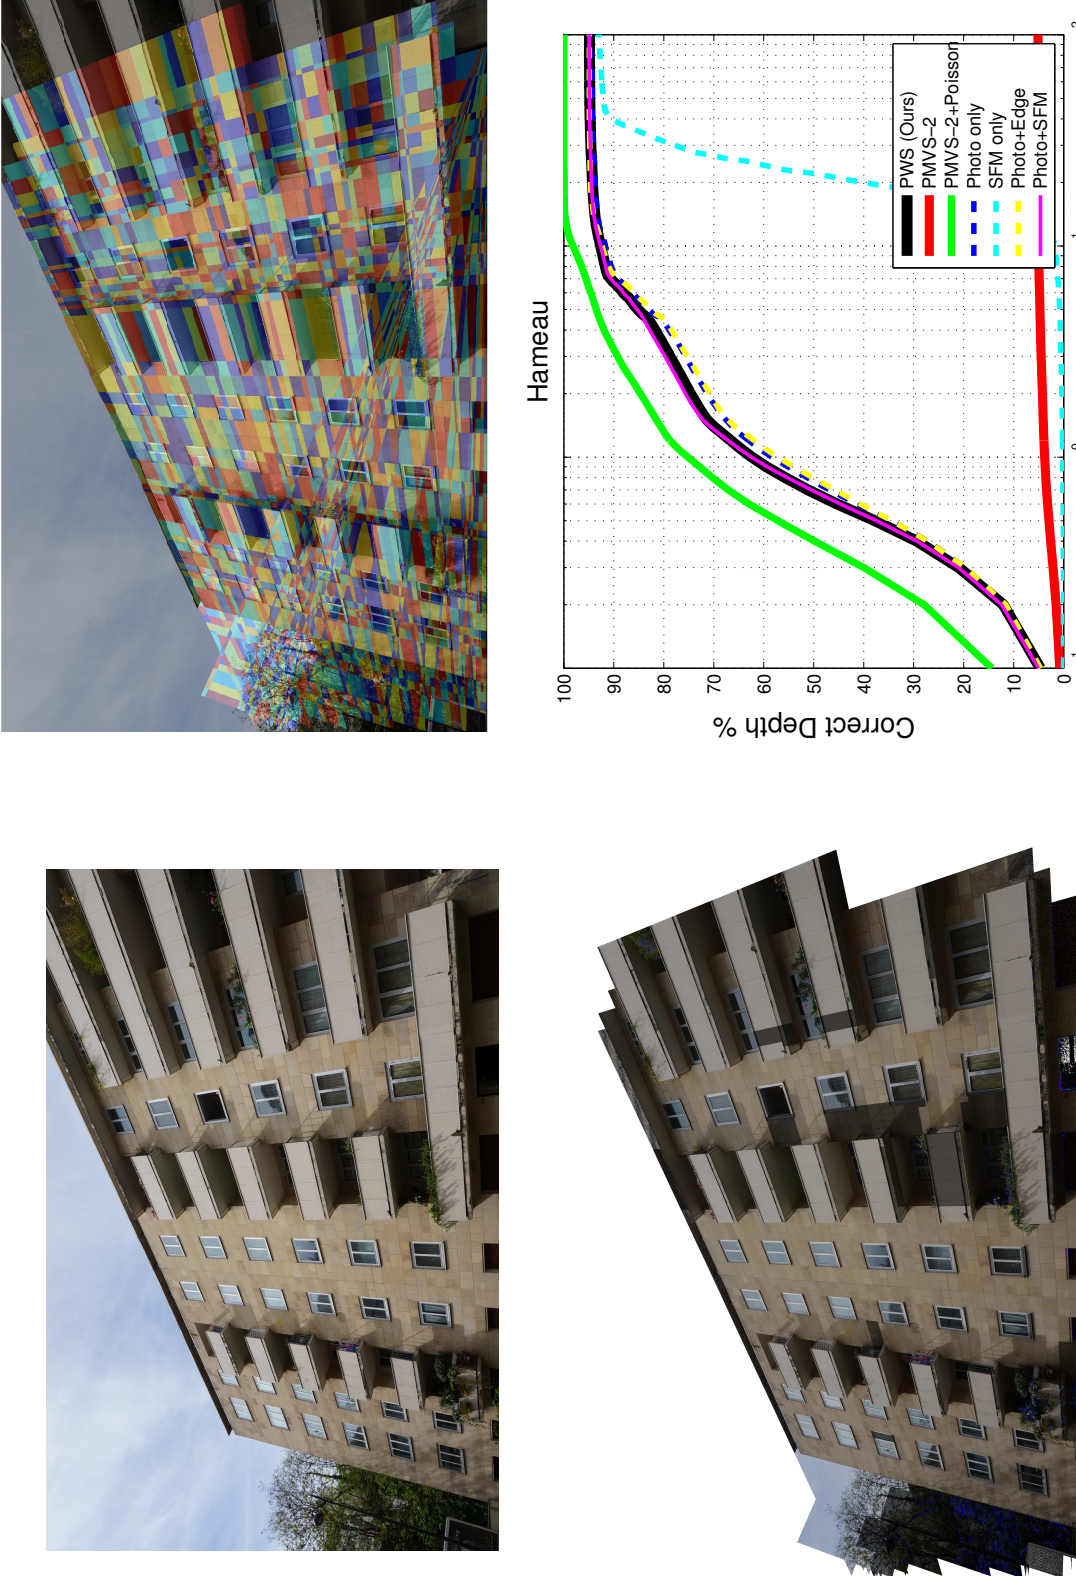 Hameau
Correct Depth %
100
90
80
70
60
50
40
30
20
10
0
PWS (Ours)
PMVS-2
PMVS-2+Poisson
Photo only
SFM only
Photo+Edge
Photo+SFM